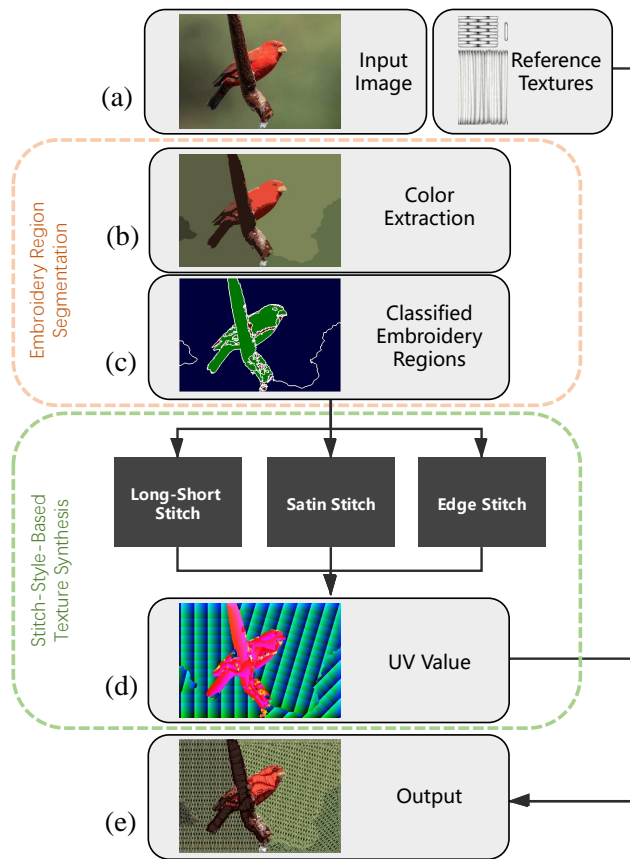 (a)
Input
Image
Reference
Textures
Embroidery Region
Segmentation
(b)
Color
Extraction
(c)
Classified
Embroidery
Regions
Stitch-Style-Based
Texture Synthesis
Long-Short
Stitch
Satin Stitch
Edge Stitch
(d)
UV Value
(e)
Output